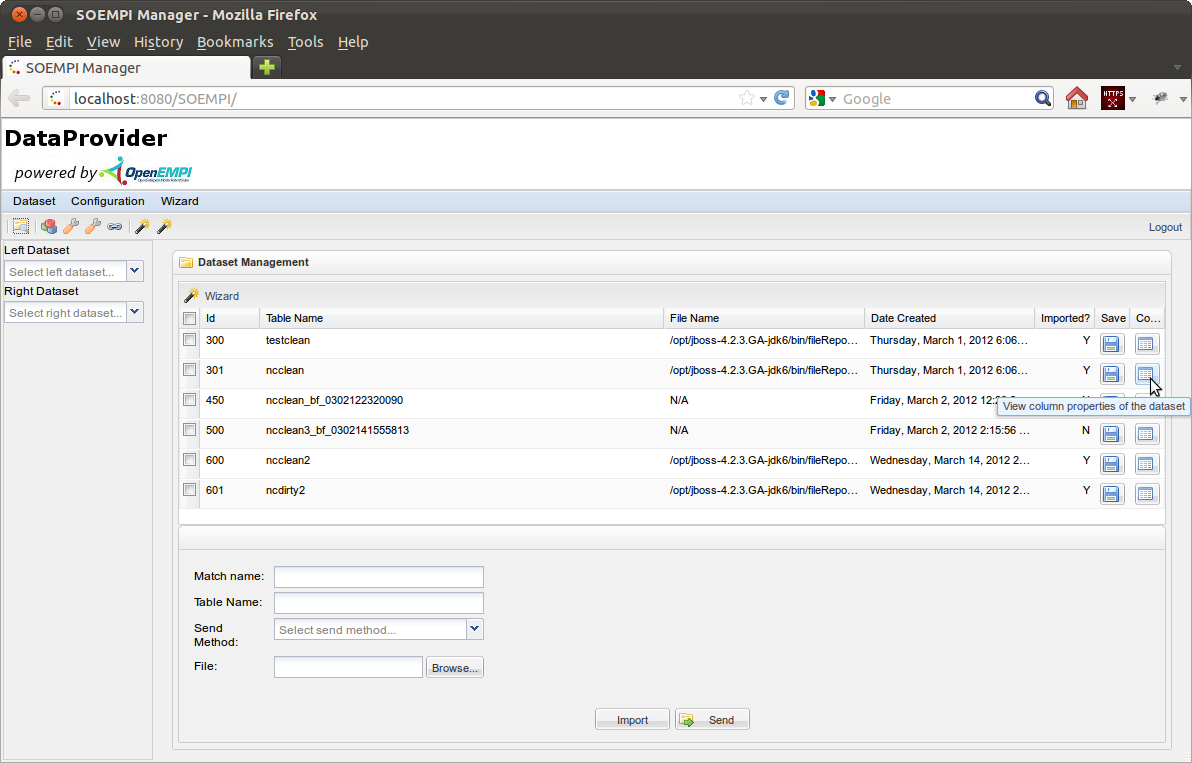 SOEMPI Manager - Mozilla Firefox
File Edit View History Bookmarks Tools Help
SOEMPI Manager
localhost:8080/SOEMPI/
Google
HTTPS
DataProvider
powered by OpenEMPI
Dataset Configuration Wizard
Logout
Left Dataset
Select left dataset...
Right Dataset
Select right dataset...
Dataset Management
Wizard
Id Table Name File Name Date Created Imported? Save Co...
300 testclean /opt/jboss-4.2.3.GA-jdk6/bin/fileRepo... Thursday, March 1, 2012 6:06... Y
301 ncclean /opt/jboss-4.2.3.GA-jdk6/bin/fileRepo... Thursday, March 1, 2012 6:06... Y
450 ncclean_bf_0302122320090 N/A Friday, March 2, 2012
View column properties of the dataset
500 ncclean3_bf_0302141555813 N/A Friday, March 2, 2012 2:15:56 ... N
600 ncclean2 /opt/jboss-4.2.3.GA-jdk6/bin/fileRepo... Wednesday, March 14, 2012 2... Y
601 ncdirty2 /opt/jboss-4.2.3.GA-jdk6/bin/fileRepo... Wednesday, March 14, 2012 2... Y
Match name:
Table Name:
Send Method: Select send method...
File: Browse...
Import Send